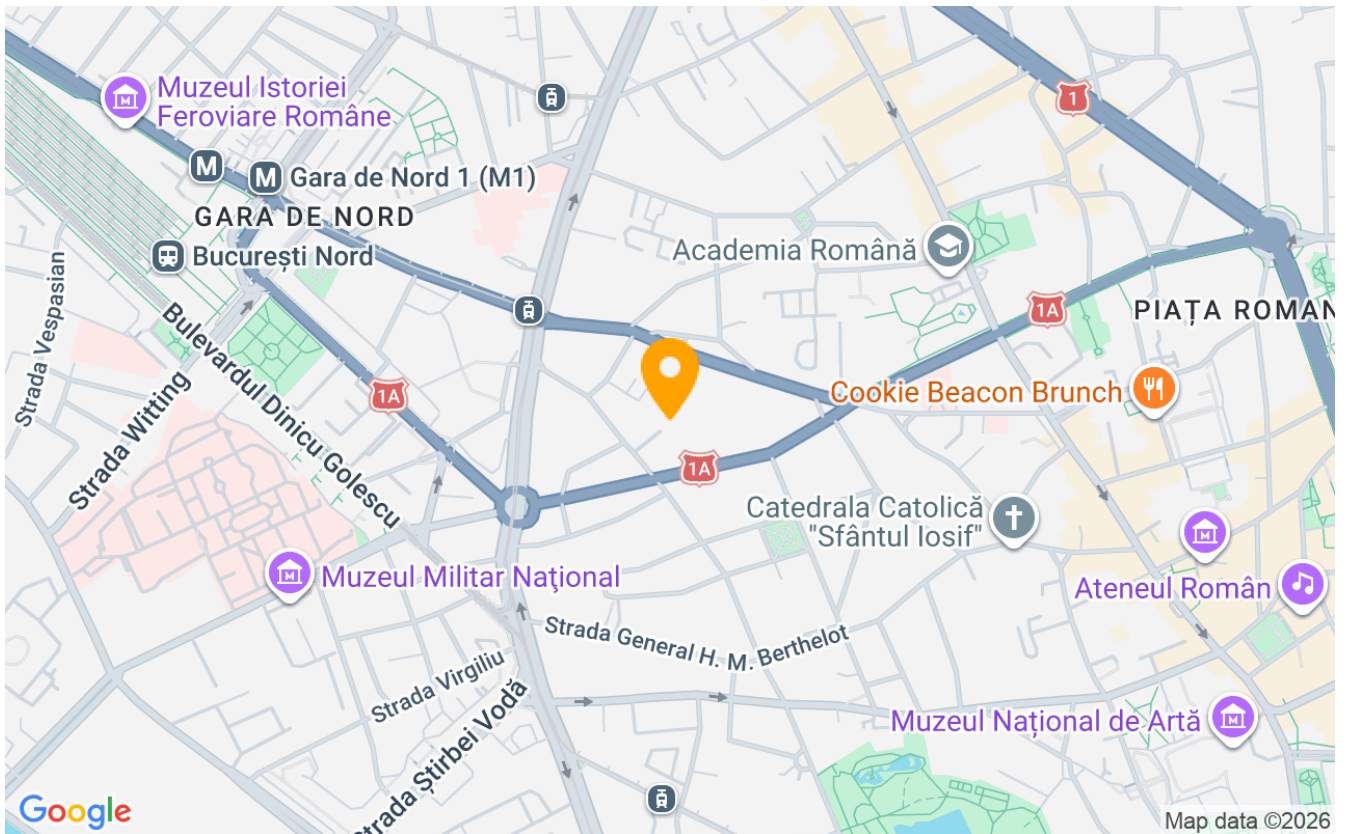 Muzeul Istoriei
Feroviare Române
1
M
M
Gara de Nord 1 (M1)
GARA DE NORD
București Nord
Academia Română
1A
PIAȚA ROMAN
Strada Vespasian
Strada Witting
Bulevardul Dinicu Golescu
1A
Cookie Beacon Brunch
1A
Catedrala Catolică
"Sfântul Iosif"
Muzeul Militar Naţional
Ateneul Român
Strada General H. M. Berthelot
Strada Virgiliu
Strada Știrbei Vodă
Muzeul Național de Artă
Google
Map data ©2026